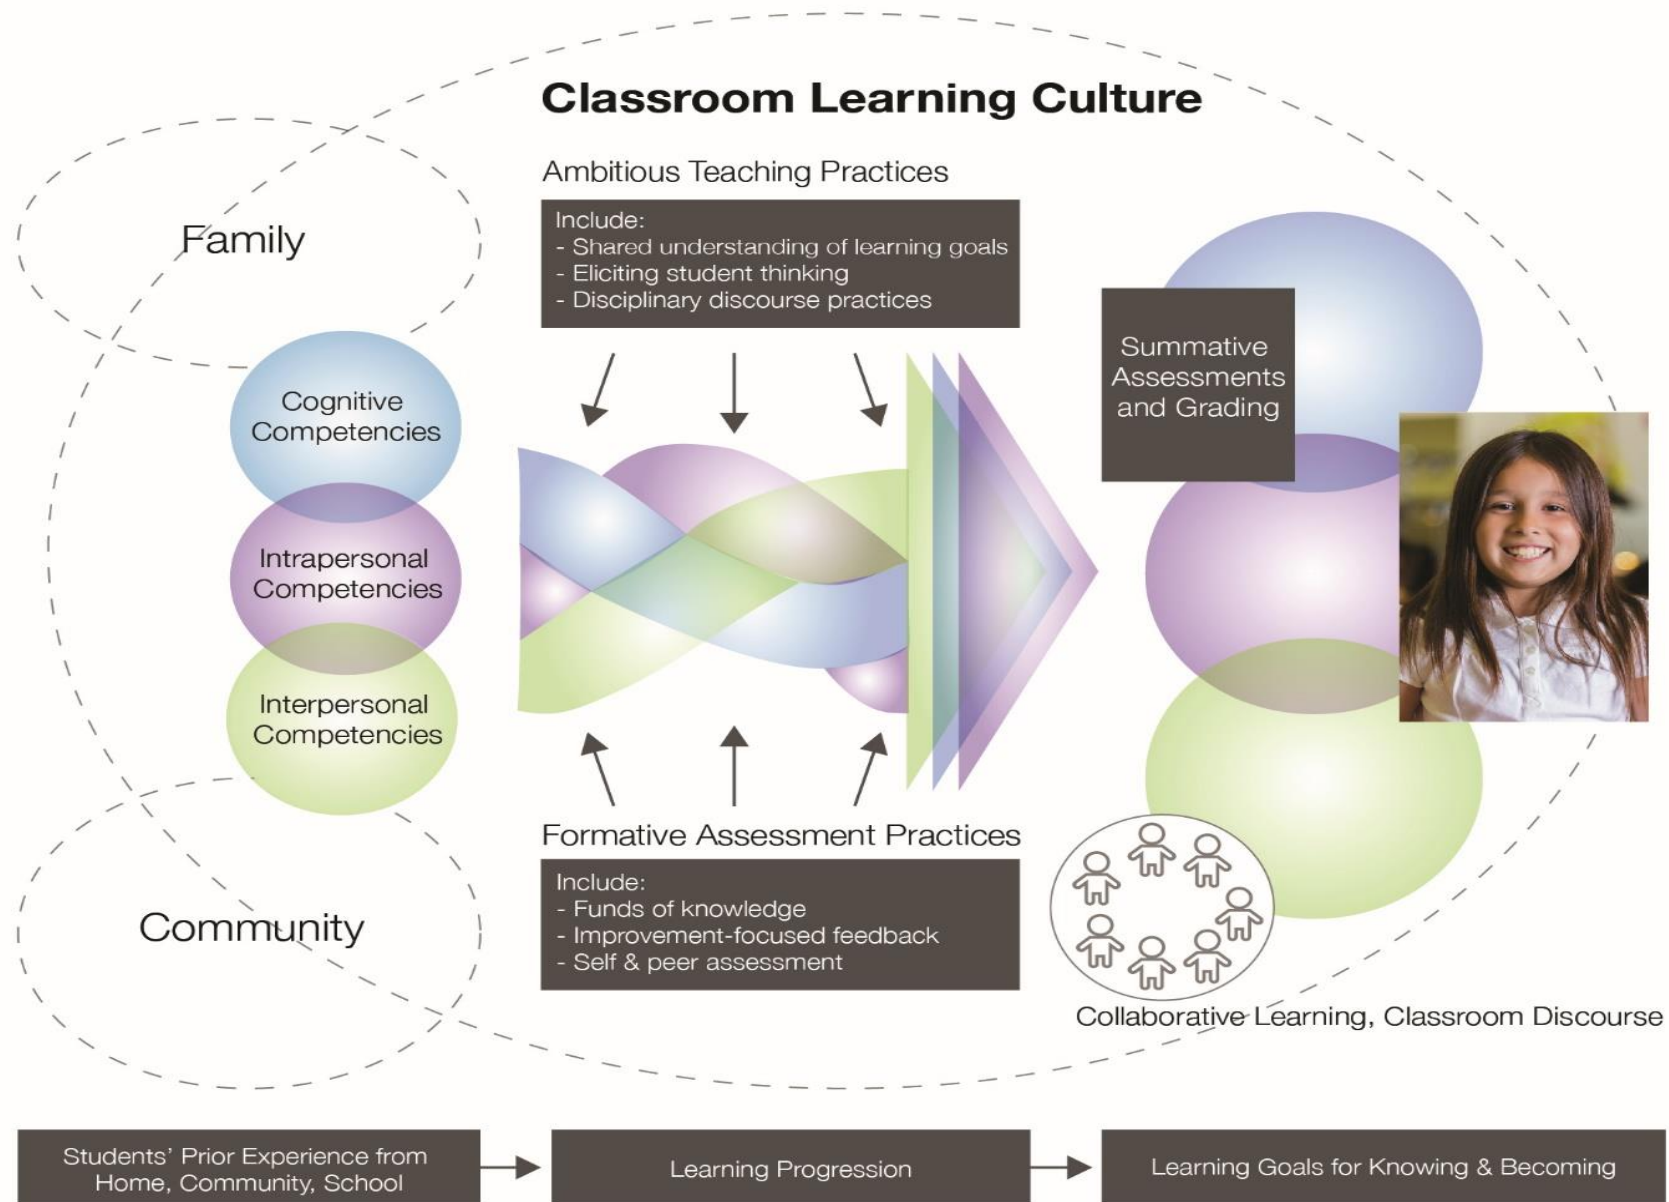 Classroom Learning Culture
Ambitious Teaching Practices
Include:
- Shared understanding of learning goals
- Eliciting student thinking
- Disciplinary discourse practices
Family
Cognitive
Competencies
Intrapersonal
Competencies
Interpersonal
Competencies
Community
Summative
Assessments
and Grading
Formative Assessment Practices
Include:
- Funds of knowledge
- Improvement-focused feedback
- Self & peer assessment
Collaborative Learning, Classroom Discourse
Students' Prior Experience from
Home, Community, School
Learning Progression
Learning Goals for Knowing & Becoming